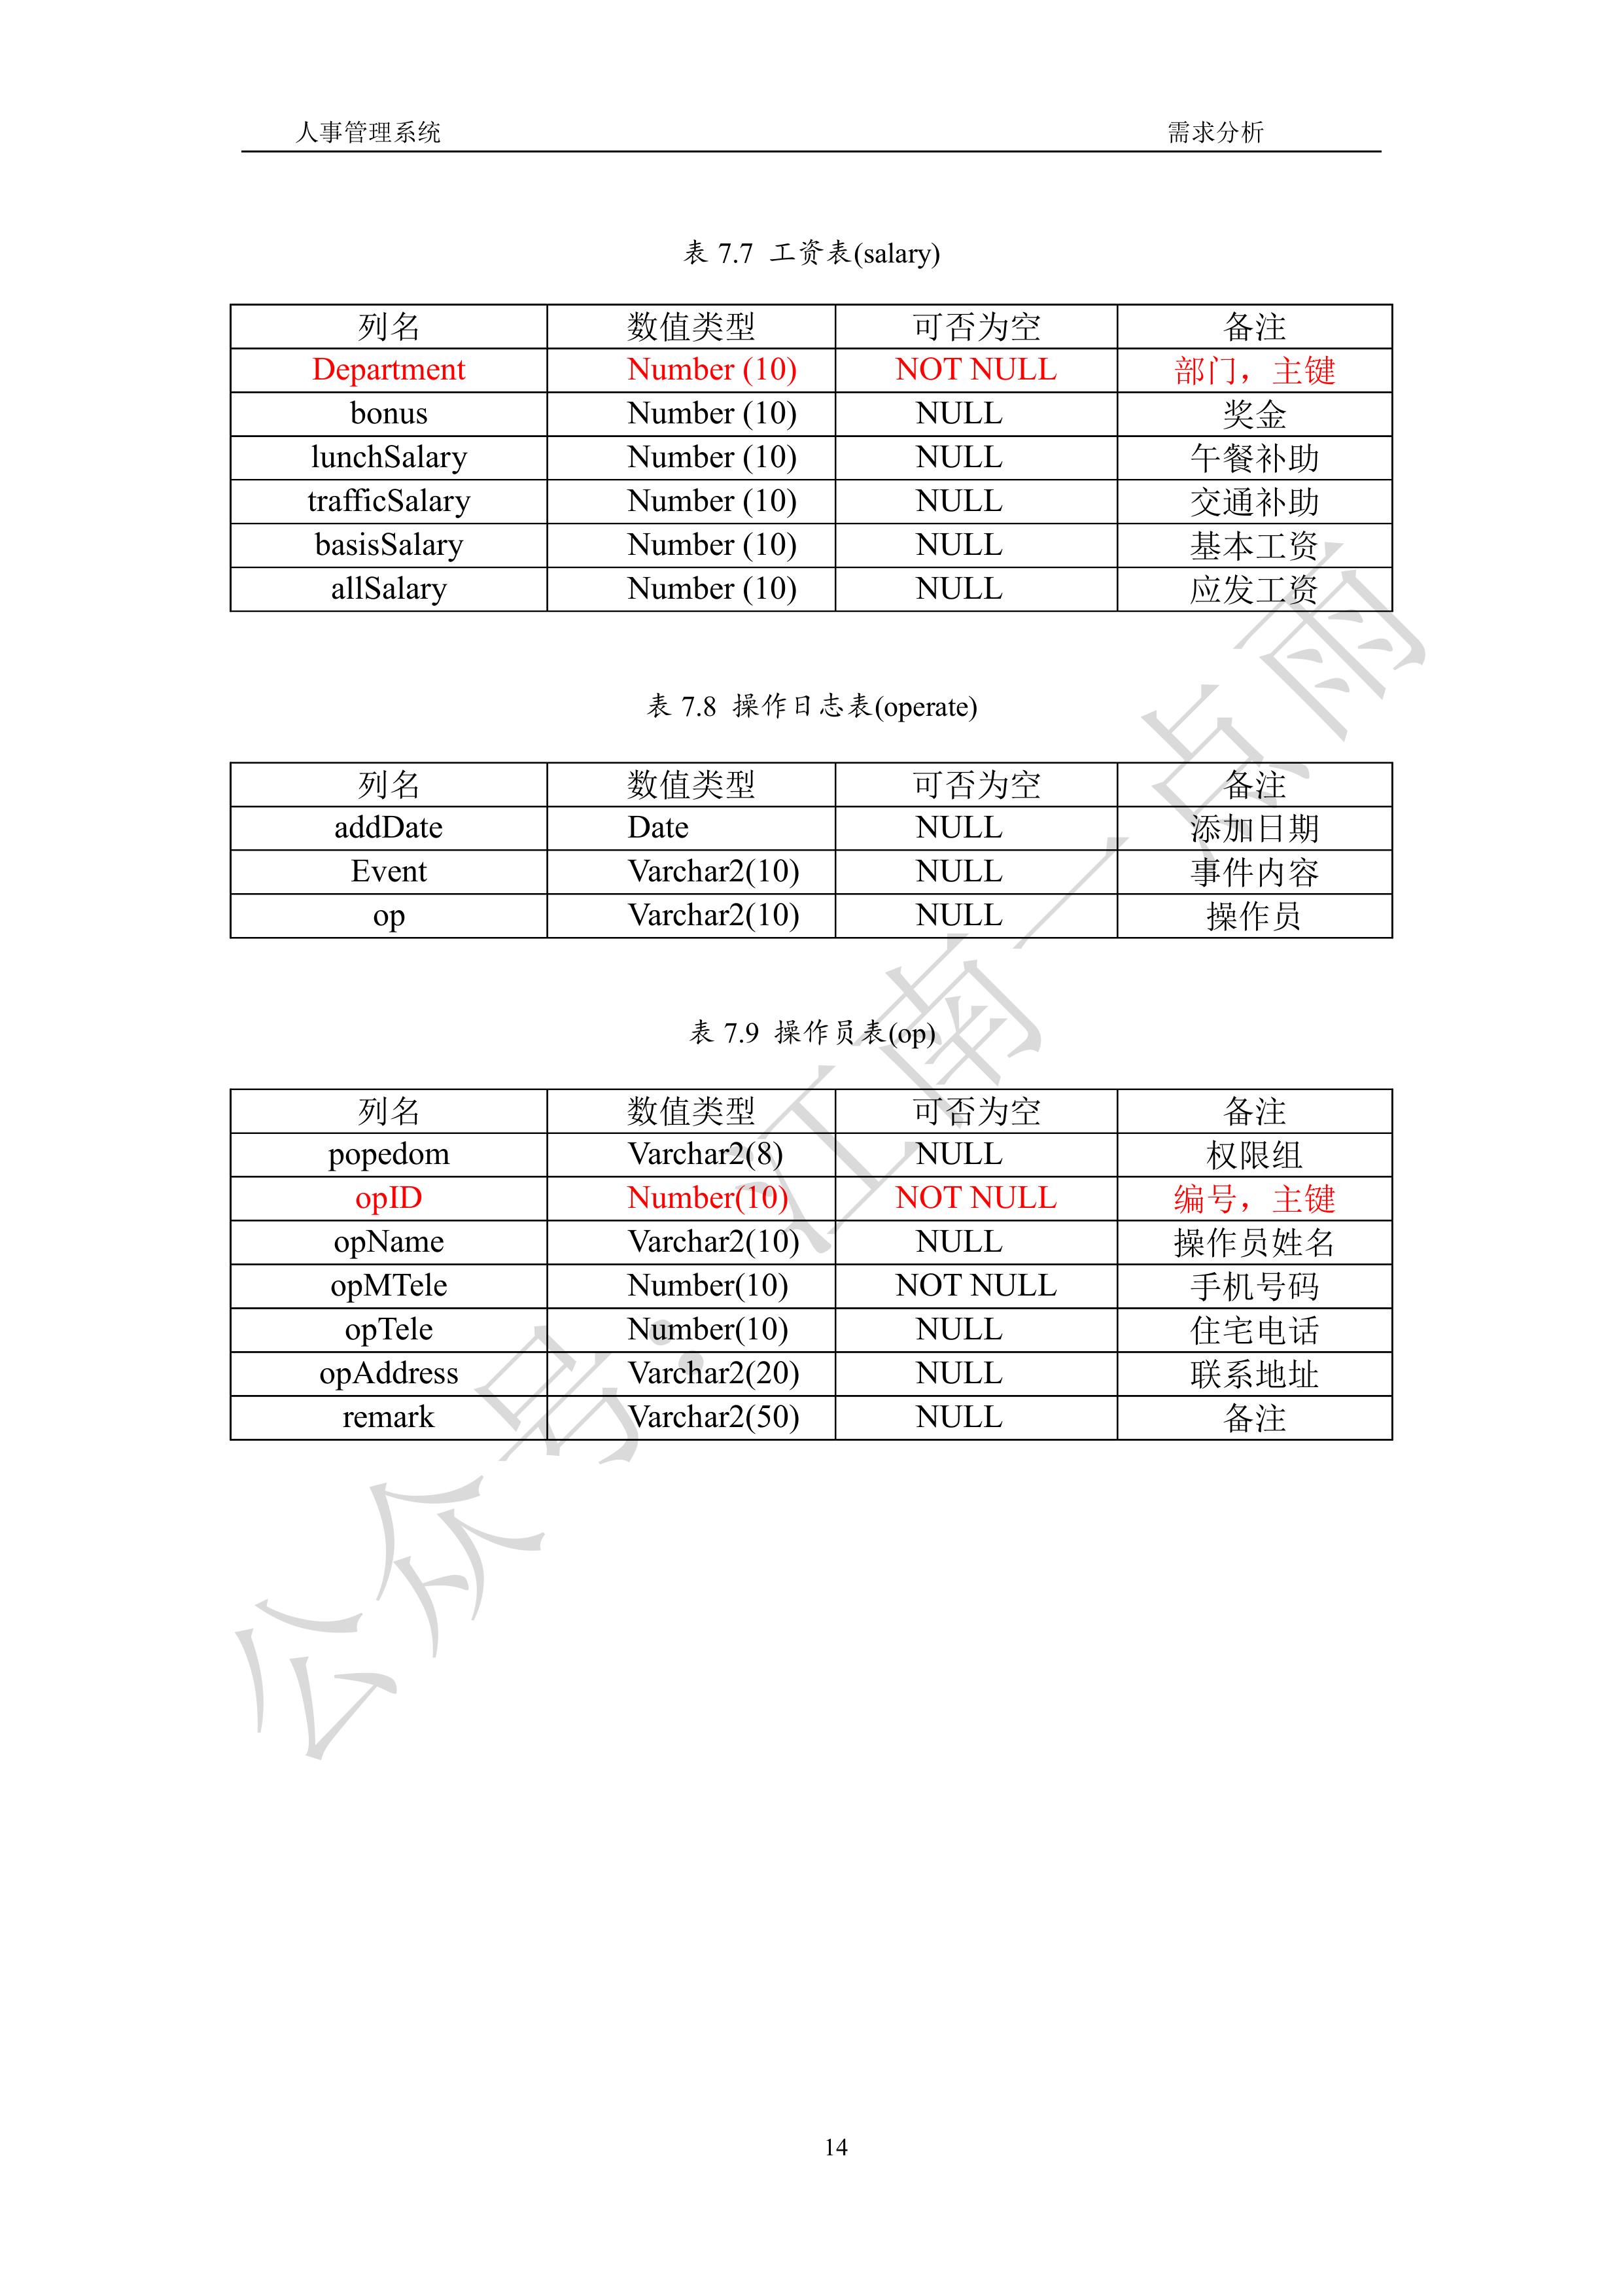 人事管理系统 需求分析
表 7.7 工资表(salary)
列名 数值类型 可否为空 备注
Department Number (10) NOT NULL 部门，主键
bonus Number (10) NULL 奖金
lunchSalary Number (10) NULL 午餐补助
trafficSalary Number (10) NULL 交通补助
basisSalary Number (10) NULL 基本工资
allSalary Number (10) NULL 应发工资
表 7.8 操作日志表(operate)
列名 数值类型 可否为空 备注
addDate Date NULL 添加日期
Event Varchar2(10) NULL 事件内容
op Varchar2(10) NULL 操作员
表 7.9 操作员表(op)
列名 数值类型 可否为空 备注
popedom Varchar2(8) NULL 权限组
opID Number(10) NOT NULL 编号，主键
opName Varchar2(10) NULL 操作员姓名
opMTele Number(10) NOT NULL 手机号码
opTele Number(10) NULL 住宅电话
opAddress Varchar2(20) NULL 联系地址
remark Varchar2(50) NULL 备注
公众号：江南一点雨
14